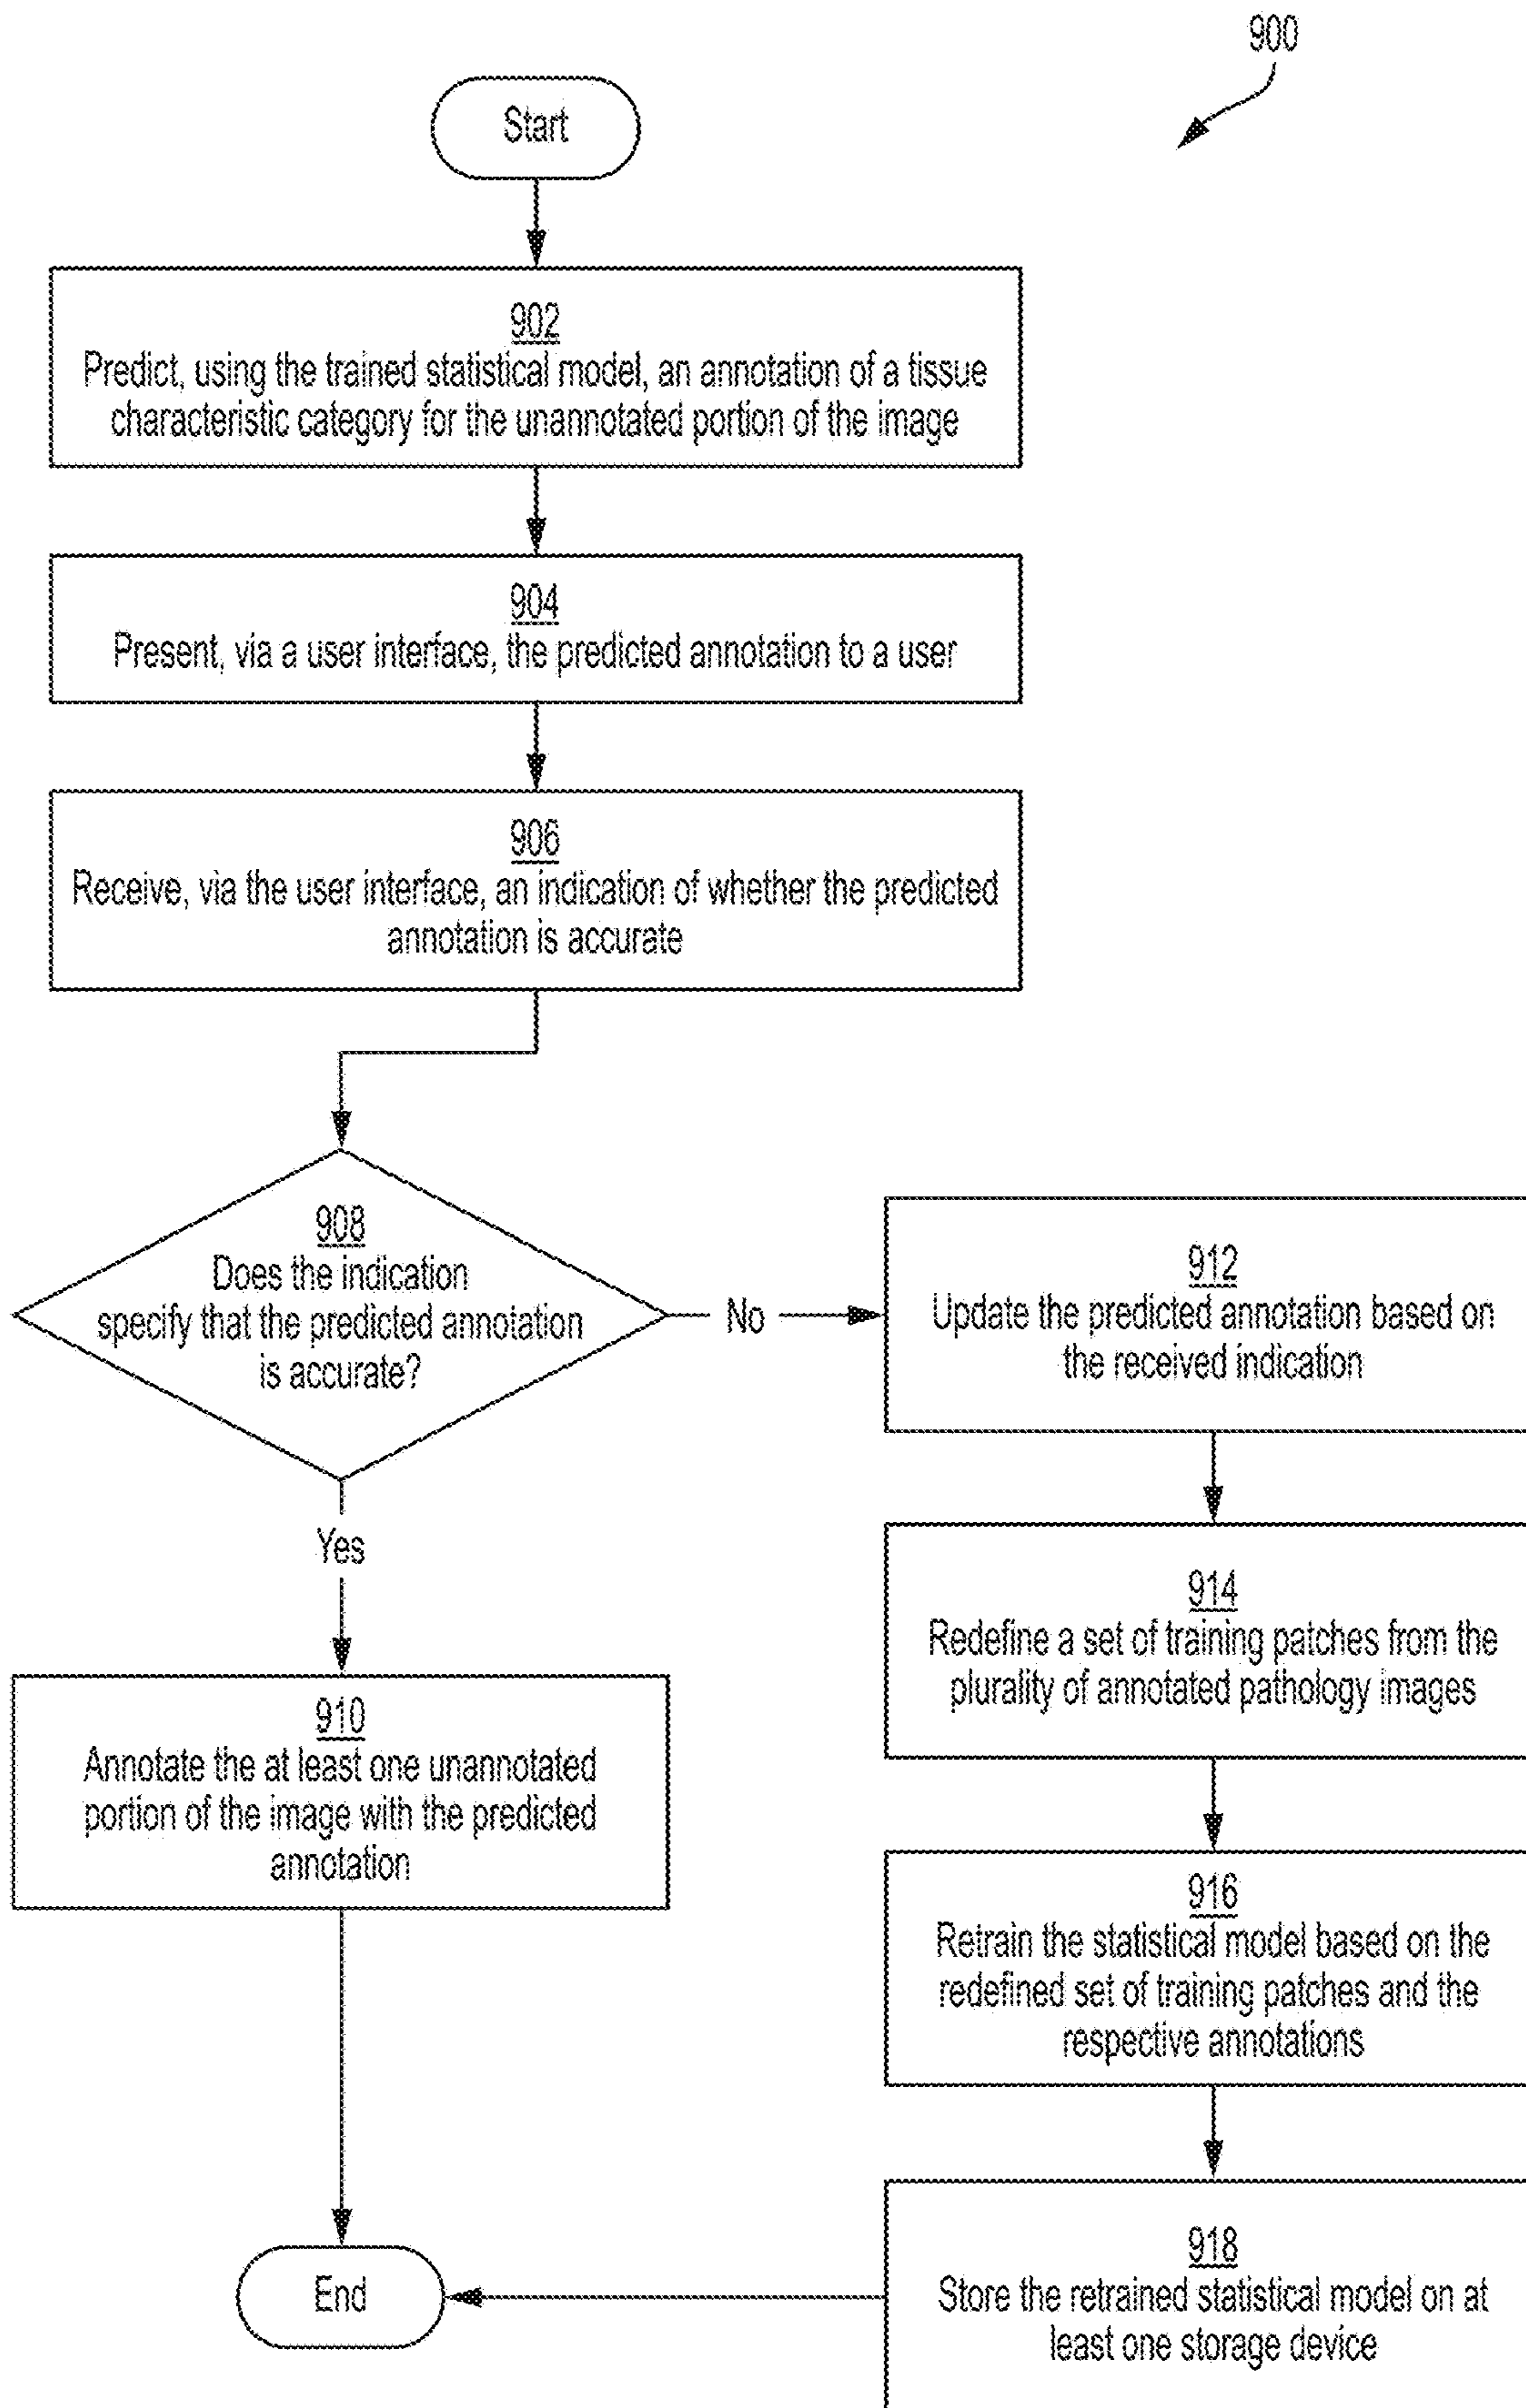 900
Start
902
Predict, using the trained statistical model, an annotation of a tissue
characteristic category for the unannotated portion of the image
904
Present, via a user interface, the predicted annotation to a user
906
Receive, via the user interface, an indication of whether the predicted
annotation is accurate
908
Does the indication
specify that the predicted annotation
is accurate?
No
Yes
910
Annotate the at least one unannotated
portion of the image with the predicted
annotation
912
Update the predicted annotation based on
the received indication
914
Redefine a set of training patches from the
plurality of annotated pathology images
916
Retrain the statistical model based on the
redefined set of training patches and the
respective annotations
918
Store the retrained statistical model on at
least one storage device
End